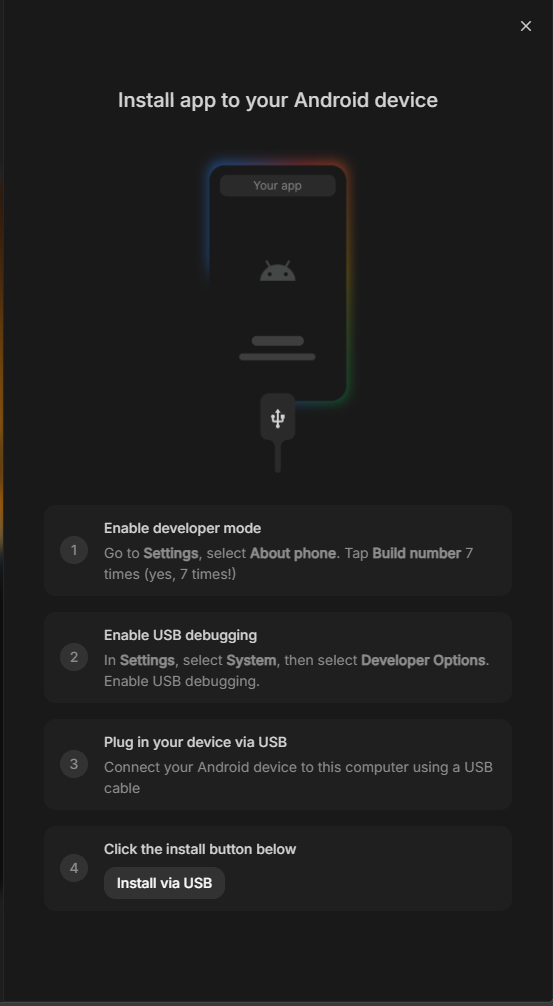 Install app to your Android device
Your app
1
Enable developer mode
Go to Settings, select About phone. Tap Build number 7
times (yes, 7 times!)
2
Enable USB debugging
In Settings, select System, then select Developer Options.
Enable USB debugging.
3
Plug in your device via USB
Connect your Android device to this computer using a USB
cable
4
Click the install button below
Install via USB